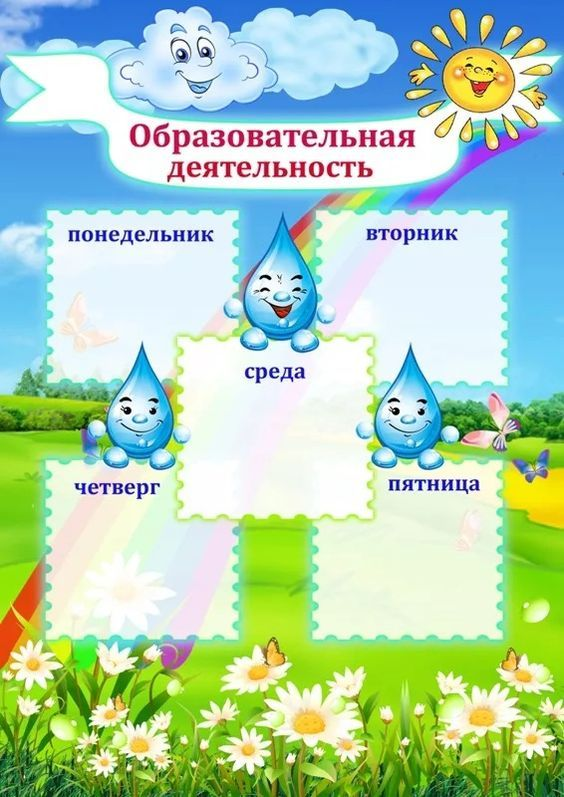 Образовательная
деятельность
понедельник
вторник
среда
четверг
пятница